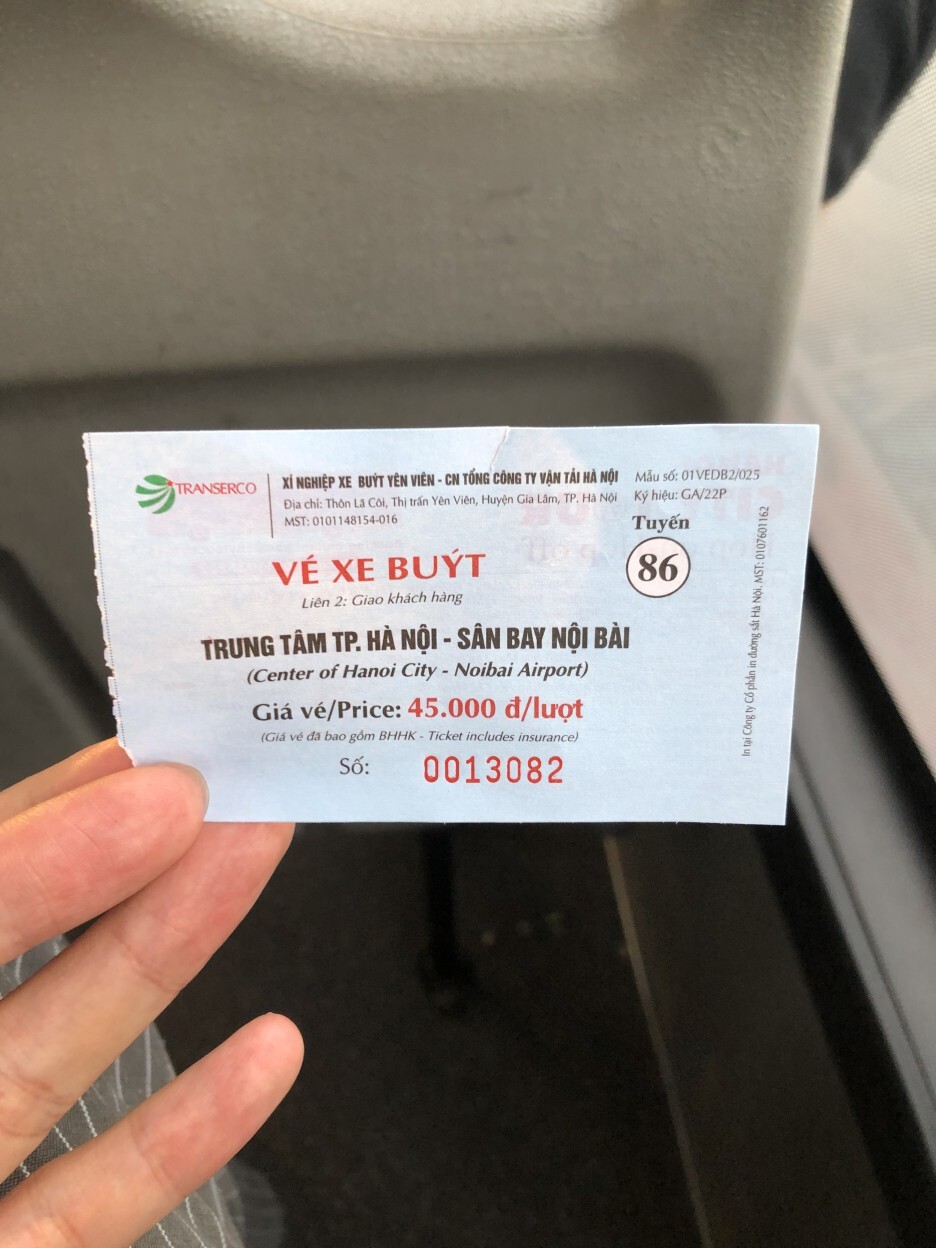 TRANSERCO
XÍ NGHIỆP XE BUÝT YÊN VIÊN - CN TỔNG CÔNG TY VẬN TẢI HÀ NỘI
Địa chỉ: Thôn Lã Côi, Thị trấn Yên Viên, Huyện Gia Lâm, TP. Hà Nội
MST: 0101148154-016
Mẫu số: 01VEDB2/025
Ký hiệu: GA/22P
Tuyến
86
VÉ XE BUÝT
Liên 2: Giao khách hàng
TRUNG TÂM TP. HÀ NỘI - SÂN BAY NỘI BÀI
(Center of Hanoi City - Noibai Airport)
Giá vé/Price: 45.000 đ/lượt
(Giá vé đã bao gồm BHHK - Ticket includes insurance)
Số: 0013082
In tại Công ty Cổ phần in đường sắt Hà Nội. MST: 0107601162